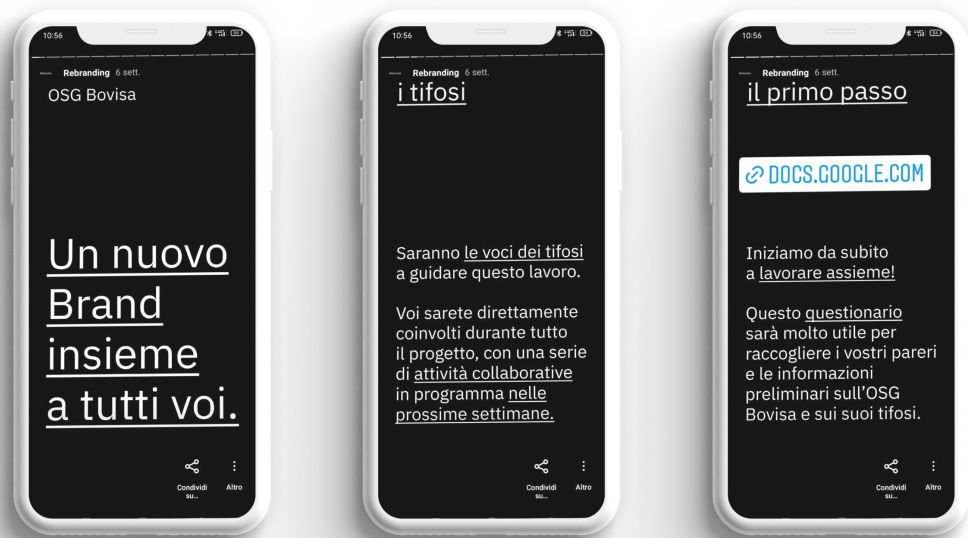 10:56
Rebranding 6 sett.
OSG Bovisa
Un nuovo
Brand
insieme
a tutti voi.
Condividi
su...
Altro
10:56
Rebranding 6 sett.
i tifosi
Saranno le voci dei tifosi
a guidare questo lavoro.
Voi sarete direttamente
coinvolti durante tutto
il progetto, con una serie
di attività collaborative
in programma nelle
prossime settimane.
Condividi
su...
Altro
10:56
Rebranding 6 sett.
il primo passo
DOCS.GOOGLE.COM
Iniziamo da subito
a lavorare assieme!
Questo questionario
sarà molto utile per
raccogliere i vostri pareri
e le informazioni
preliminari sull’OSG
Bovisa e sui suoi tifosi.
Condividi
su...
Altro